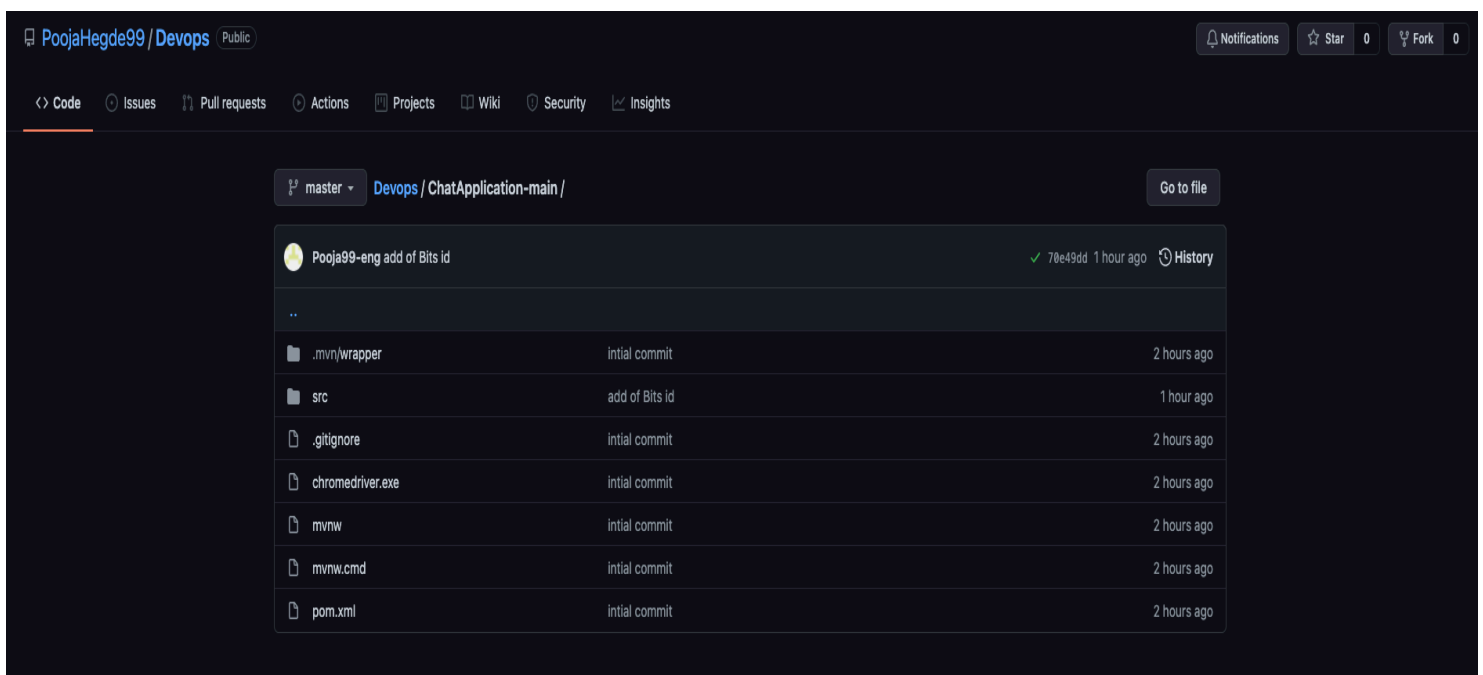 PoojaHegde99 / Devops Public Notifications Star 0 Fork 0
<> Code Issues Pull requests Actions Projects Wiki Security Insights
master Devops / ChatApplication-main / Go to file
Pooja99-eng add of Bits id 70e49dd 1 hour ago History
..
.mvn/wrapper intial commit 2 hours ago
src add of Bits id 1 hour ago
.gitignore intial commit 2 hours ago
chromedriver.exe intial commit 2 hours ago
mvnw intial commit 2 hours ago
mvnw.cmd intial commit 2 hours ago
pom.xml intial commit 2 hours ago